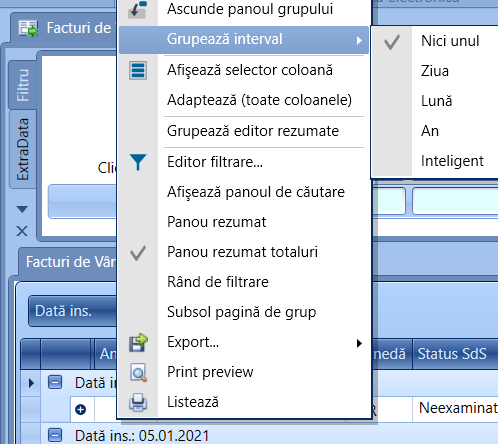 Ascunde panoul grupului
Facturi de
Grupează interval
Nici unul
Ziua
Lună
An
Inteligent
Filtru
ExtraData
Afişează selector coloană
Adaptează (toate coloanele)
Grupează editor rezumate
Editor filtrare...
Afişează panoul de căutare
Panou rezumat
Panou rezumat totaluri
Rând de filtrare
Subsol pagină de grup
Export...
Print preview
Listează
Cli
Facturi de Vâr
Dată ins.
An
nedă
Status SdS
Dată in
R
Neexaminat
Dată ins.: 05.01.2021